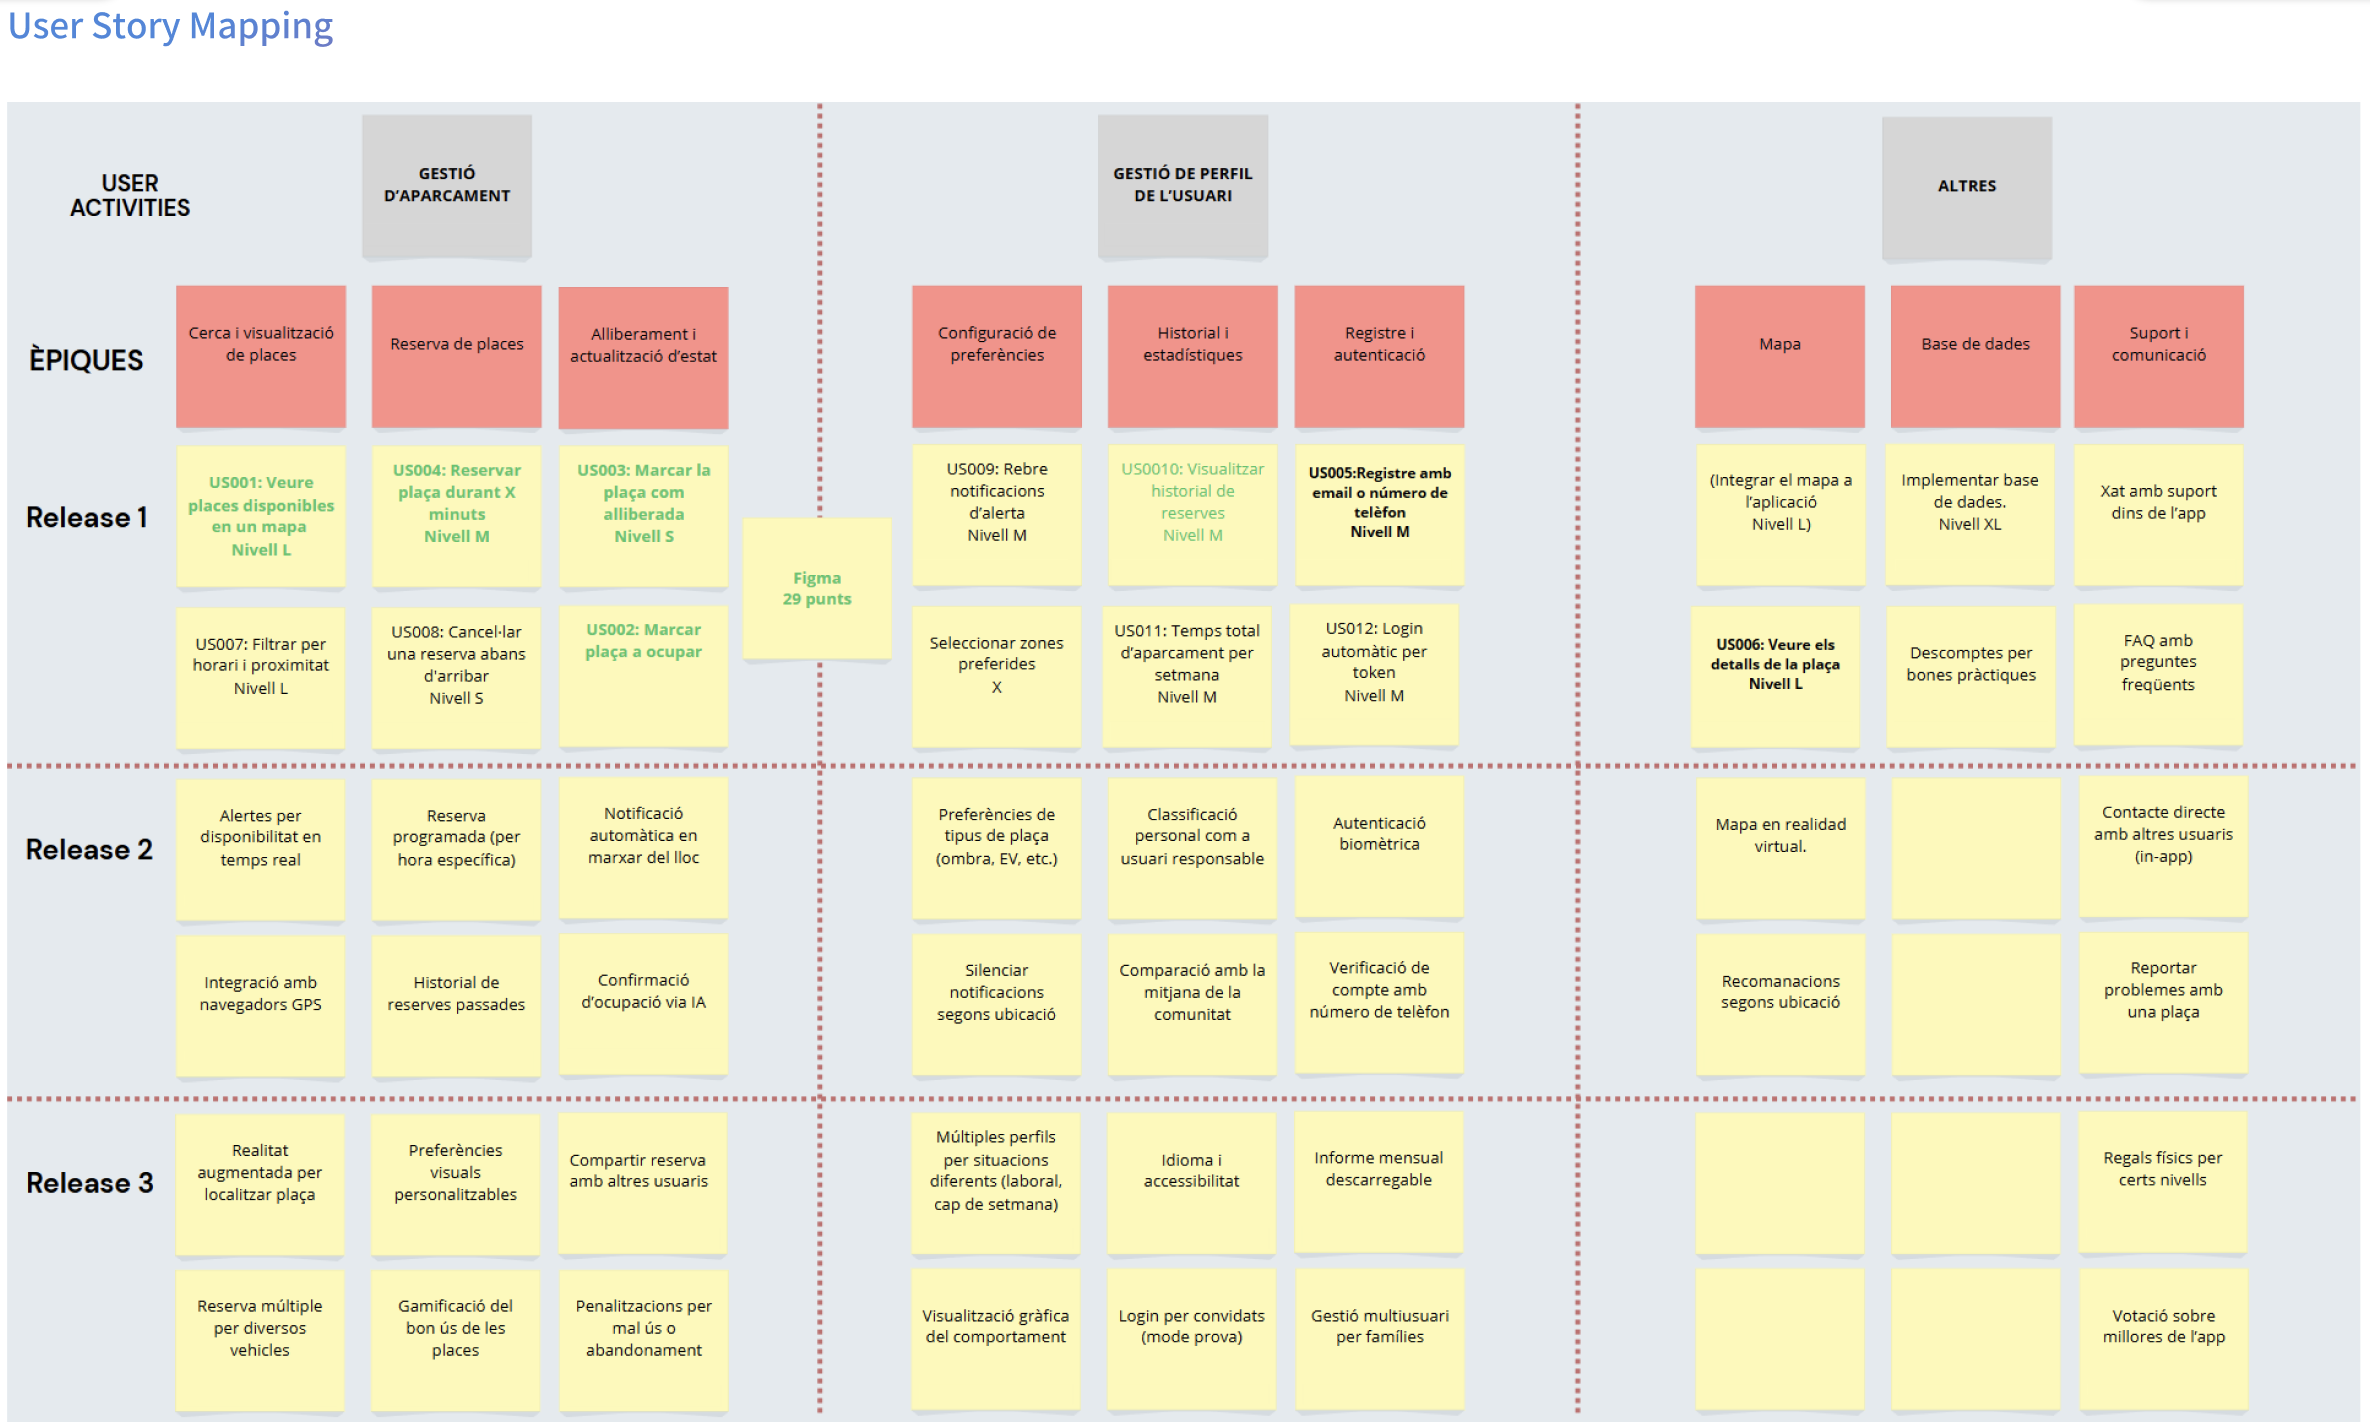 User Story Mapping
USER
ACTIVITIES
GESTIÓ
D'APARCAMENT
GESTIÓ DE PERFIL
DE L'USUARI
ALTRES
ÈPIQUES
Cerca i visualització
de places
Reserva de places
Alliberament i
actualització d'estat
Configuració de
preferències
Historial i
estadístiques
Registre i
autenticació
Mapa
Base de dades
Suport i
comunicació
Release 1
US001: Veure
places disponibles
en un mapa
Nivell L
US004: Reservar
plaça durant X
minuts
Nivell M
US003: Marcar la
plaça com
alliberada
Nivell S
Figma
29 punts
US009: Rebre
notificacions
d'alerta
Nivell M
US0010: Visualitzar
historial de
reserves
Nivell M
US005:Registre amb
email o número de
telèfon
Nivell M
(Integrar el mapa a
l'aplicació
Nivell L)
Implementar base
de dades.
Nivell XL
Xat amb suport
dins de l'app
US007: Filtrar per
horari i proximitat
Nivell L
US008: Cancel·lar
una reserva abans
d'arribar
Nivell S
US002: Marcar
plaça a ocupar
Seleccionar zones
preferides
X
US011: Temps total
d'aparcament per
setmana
Nivell M
US012: Login
automàtic per
token
Nivell M
US006: Veure els
detalls de la plaça
Nivell L
Descomptes per
bones pràctiques
FAQ amb
preguntes
freqüents
Release 2
Alertes per
disponibilitat en
temps real
Reserva
programada (per
hora específica)
Notificació
automàtica en
marxar del lloc
Preferències de
tipus de plaça
(ombra, EV, etc.)
Classificació
personal com a
usuari responsable
Autenticació
biomètrica
Mapa en realidad
virtual.
Contacte directe
amb altres usuaris
(in-app)
Integració amb
navegadors GPS
Historial de
reserves passades
Confirmació
d'ocupació via IA
Silenciar
notificacions
segons ubicació
Comparació amb la
mitjana de la
comunitat
Verificació de
compte amb
número de telèfon
Recomanacions
segons ubicació
Reportar
problemes amb
una plaça
Release 3
Realitat
augmentada per
localitzar plaça
Preferències
visuals
personalitzables
Compartir reserva
amb altres usuaris
Múltiples perfils
per situacions
diferents (laboral,
cap de setmana)
Idioma i
accessibilitat
Informe mensual
descarregable
Regals físics per
certs nivells
Reserva múltiple
per diversos
vehicles
Gamificació del
bon ús de les
places
Penalitzacions per
mal ús o
abandonament
Visualització gràfica
del comportament
Login per convidats
(mode prova)
Gestió multiusuari
per famílies
Votació sobre
millores de l'app